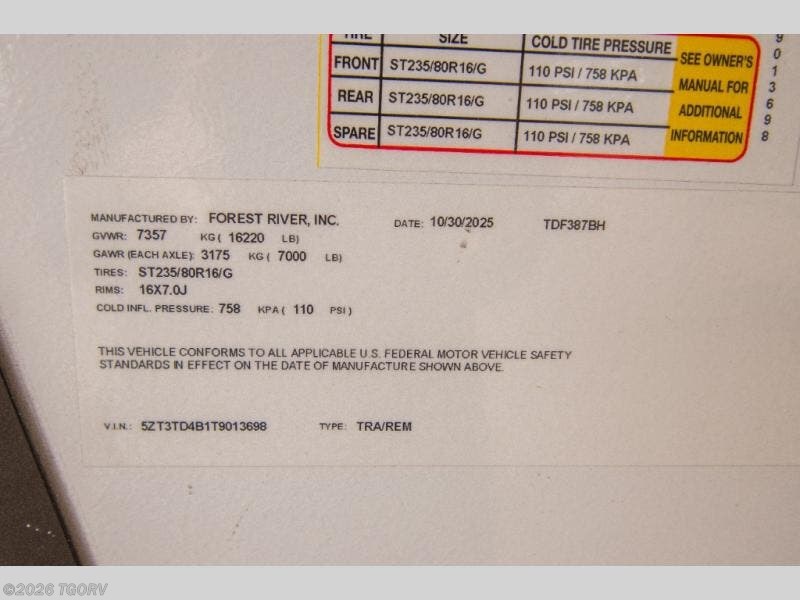 TIRE SIZE COLD TIRE PRESSURE
FRONT ST235/80R16/G 110 PSI / 758 KPA
REAR ST235/80R16/G 110 PSI / 758 KPA
SPARE ST235/80R16/G 110 PSI / 758 KPA
SEE OWNER'S
MANUAL FOR
ADDITIONAL
INFORMATION
9
0
1
3
6
9
8
MANUFACTURED BY: FOREST RIVER, INC. DATE: 10/30/2025 TDF387BH
GVWR: 7357 KG ( 16220 LB)
GAWR (EACH AXLE): 3175 KG ( 7000 LB)
TIRES: ST235/80R16/G
RIMS: 16X7.0J
COLD INFL. PRESSURE: 758 KPA ( 110 PSI )
THIS VEHICLE CONFORMS TO ALL APPLICABLE U.S. FEDERAL MOTOR VEHICLE SAFETY
STANDARDS IN EFFECT ON THE DATE OF MANUFACTURE SHOWN ABOVE.
V.I.N.: 5ZT3TD4B1T9013698 TYPE: TRA/REM
©2026 TGORV